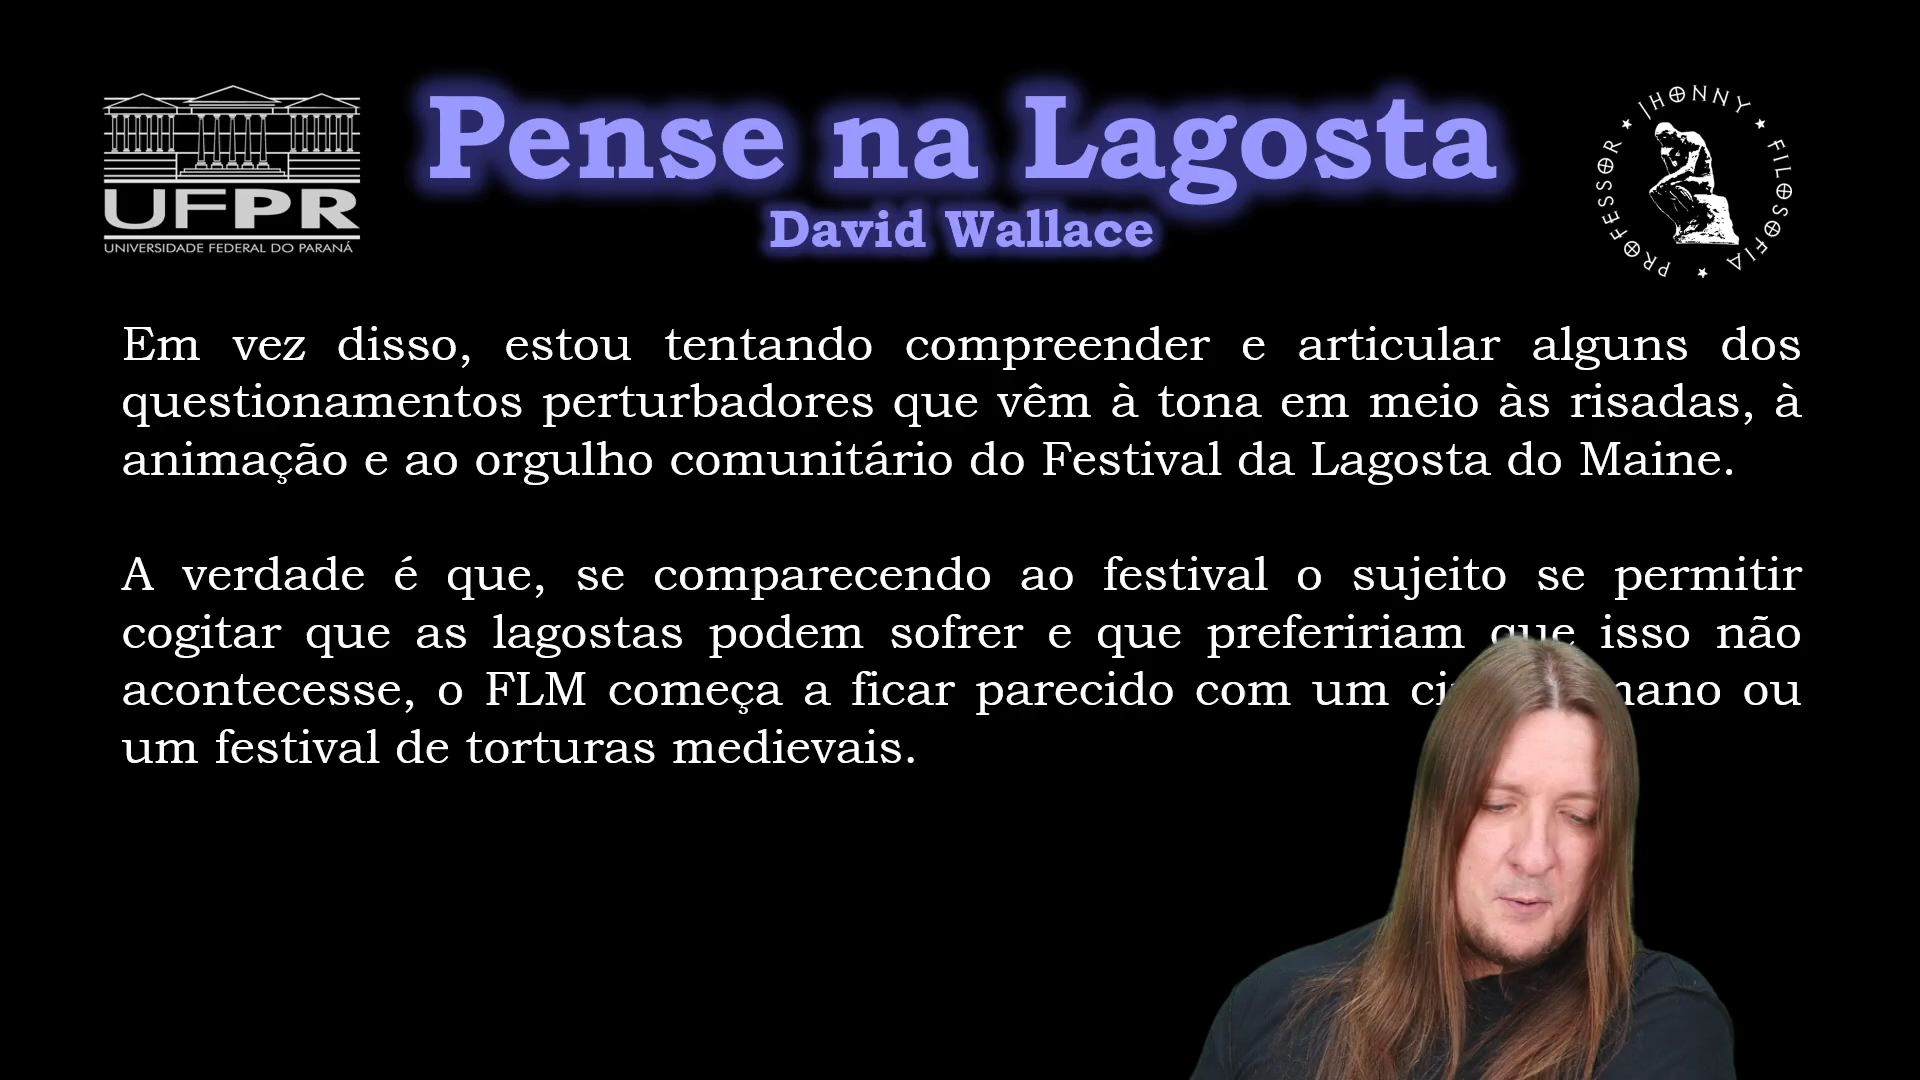 Pense na Lagosta
David Wallace
UFPR
UNIVERSIDADE FEDERAL DO PARANÁ
PROFESSOR ★ JHONNY ★ FILOSOFIA ★
Em vez disso, estou tentando compreender e articular alguns dos
questionamentos perturbadores que vêm à tona em meio às risadas, à
animação e ao orgulho comunitário do Festival da Lagosta do Maine.
A verdade é que, se comparecendo ao festival o sujeito se permitir
cogitar que as lagostas podem sofrer e que prefeririam que isso não
acontecesse, o FLM começa a ficar parecido com um ou
um festival de torturas medievais.